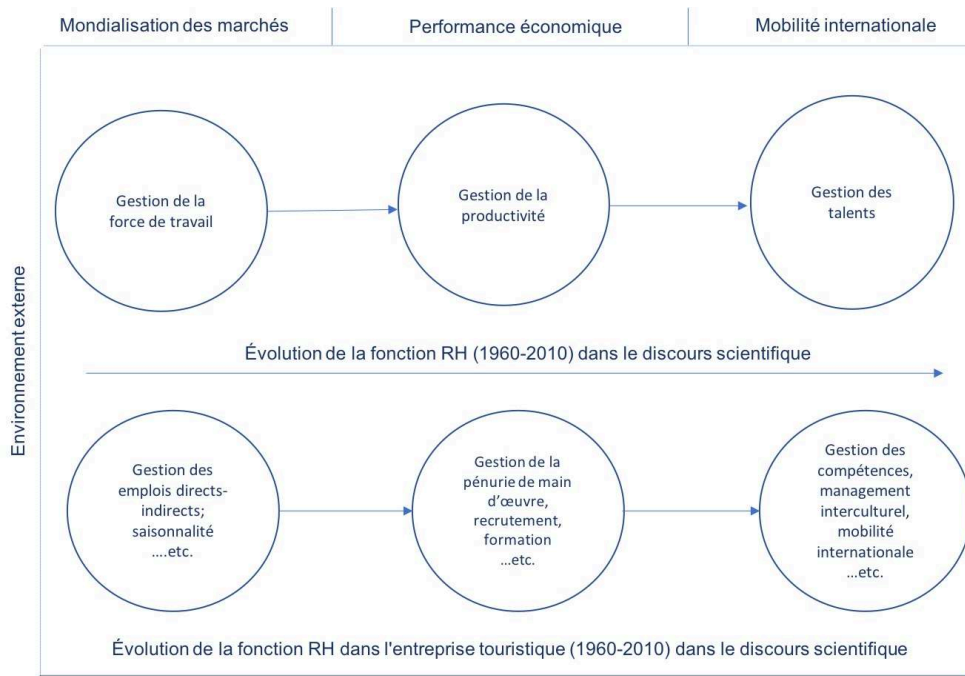 Mondialisation des marchés
Performance économique
Mobilité internationale
Environnement externe
Gestion de la
force de travail
Gestion de la
productivité
Gestion des
talents
Évolution de la fonction RH (1960-2010) dans le discours scientifique
Gestion des
emplois directs-
indirects;
saisonnalité
….etc.
Gestion de la
pénurie de main
d’œuvre,
recrutement,
formation
…etc.
Gestion des
compétences,
management
interculturel,
mobilité
internationale
…etc.
Évolution de la fonction RH dans l'entreprise touristique (1960-2010) dans le discours scientifique